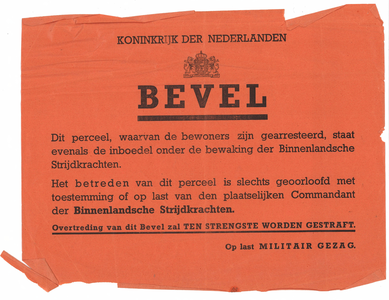 KONINKRIJK DER NEDERLANDEN
BEVEL
Dit perceel, waarvan de bewoners zijn gearresteerd, staat
evenals de inboedel onder de bewaking der Binnenlandsche
Strijdkrachten.
Het betreden van dit perceel is slechts geoorloofd met
toestemming of op last van den plaatselijken Commandant
der Binnenlandsche Strijdkrachten.
Overtreding van dit Bevel zal TEN STRENGSTE WORDEN GESTRAFT.
Op last MILITAIR GEZAG.